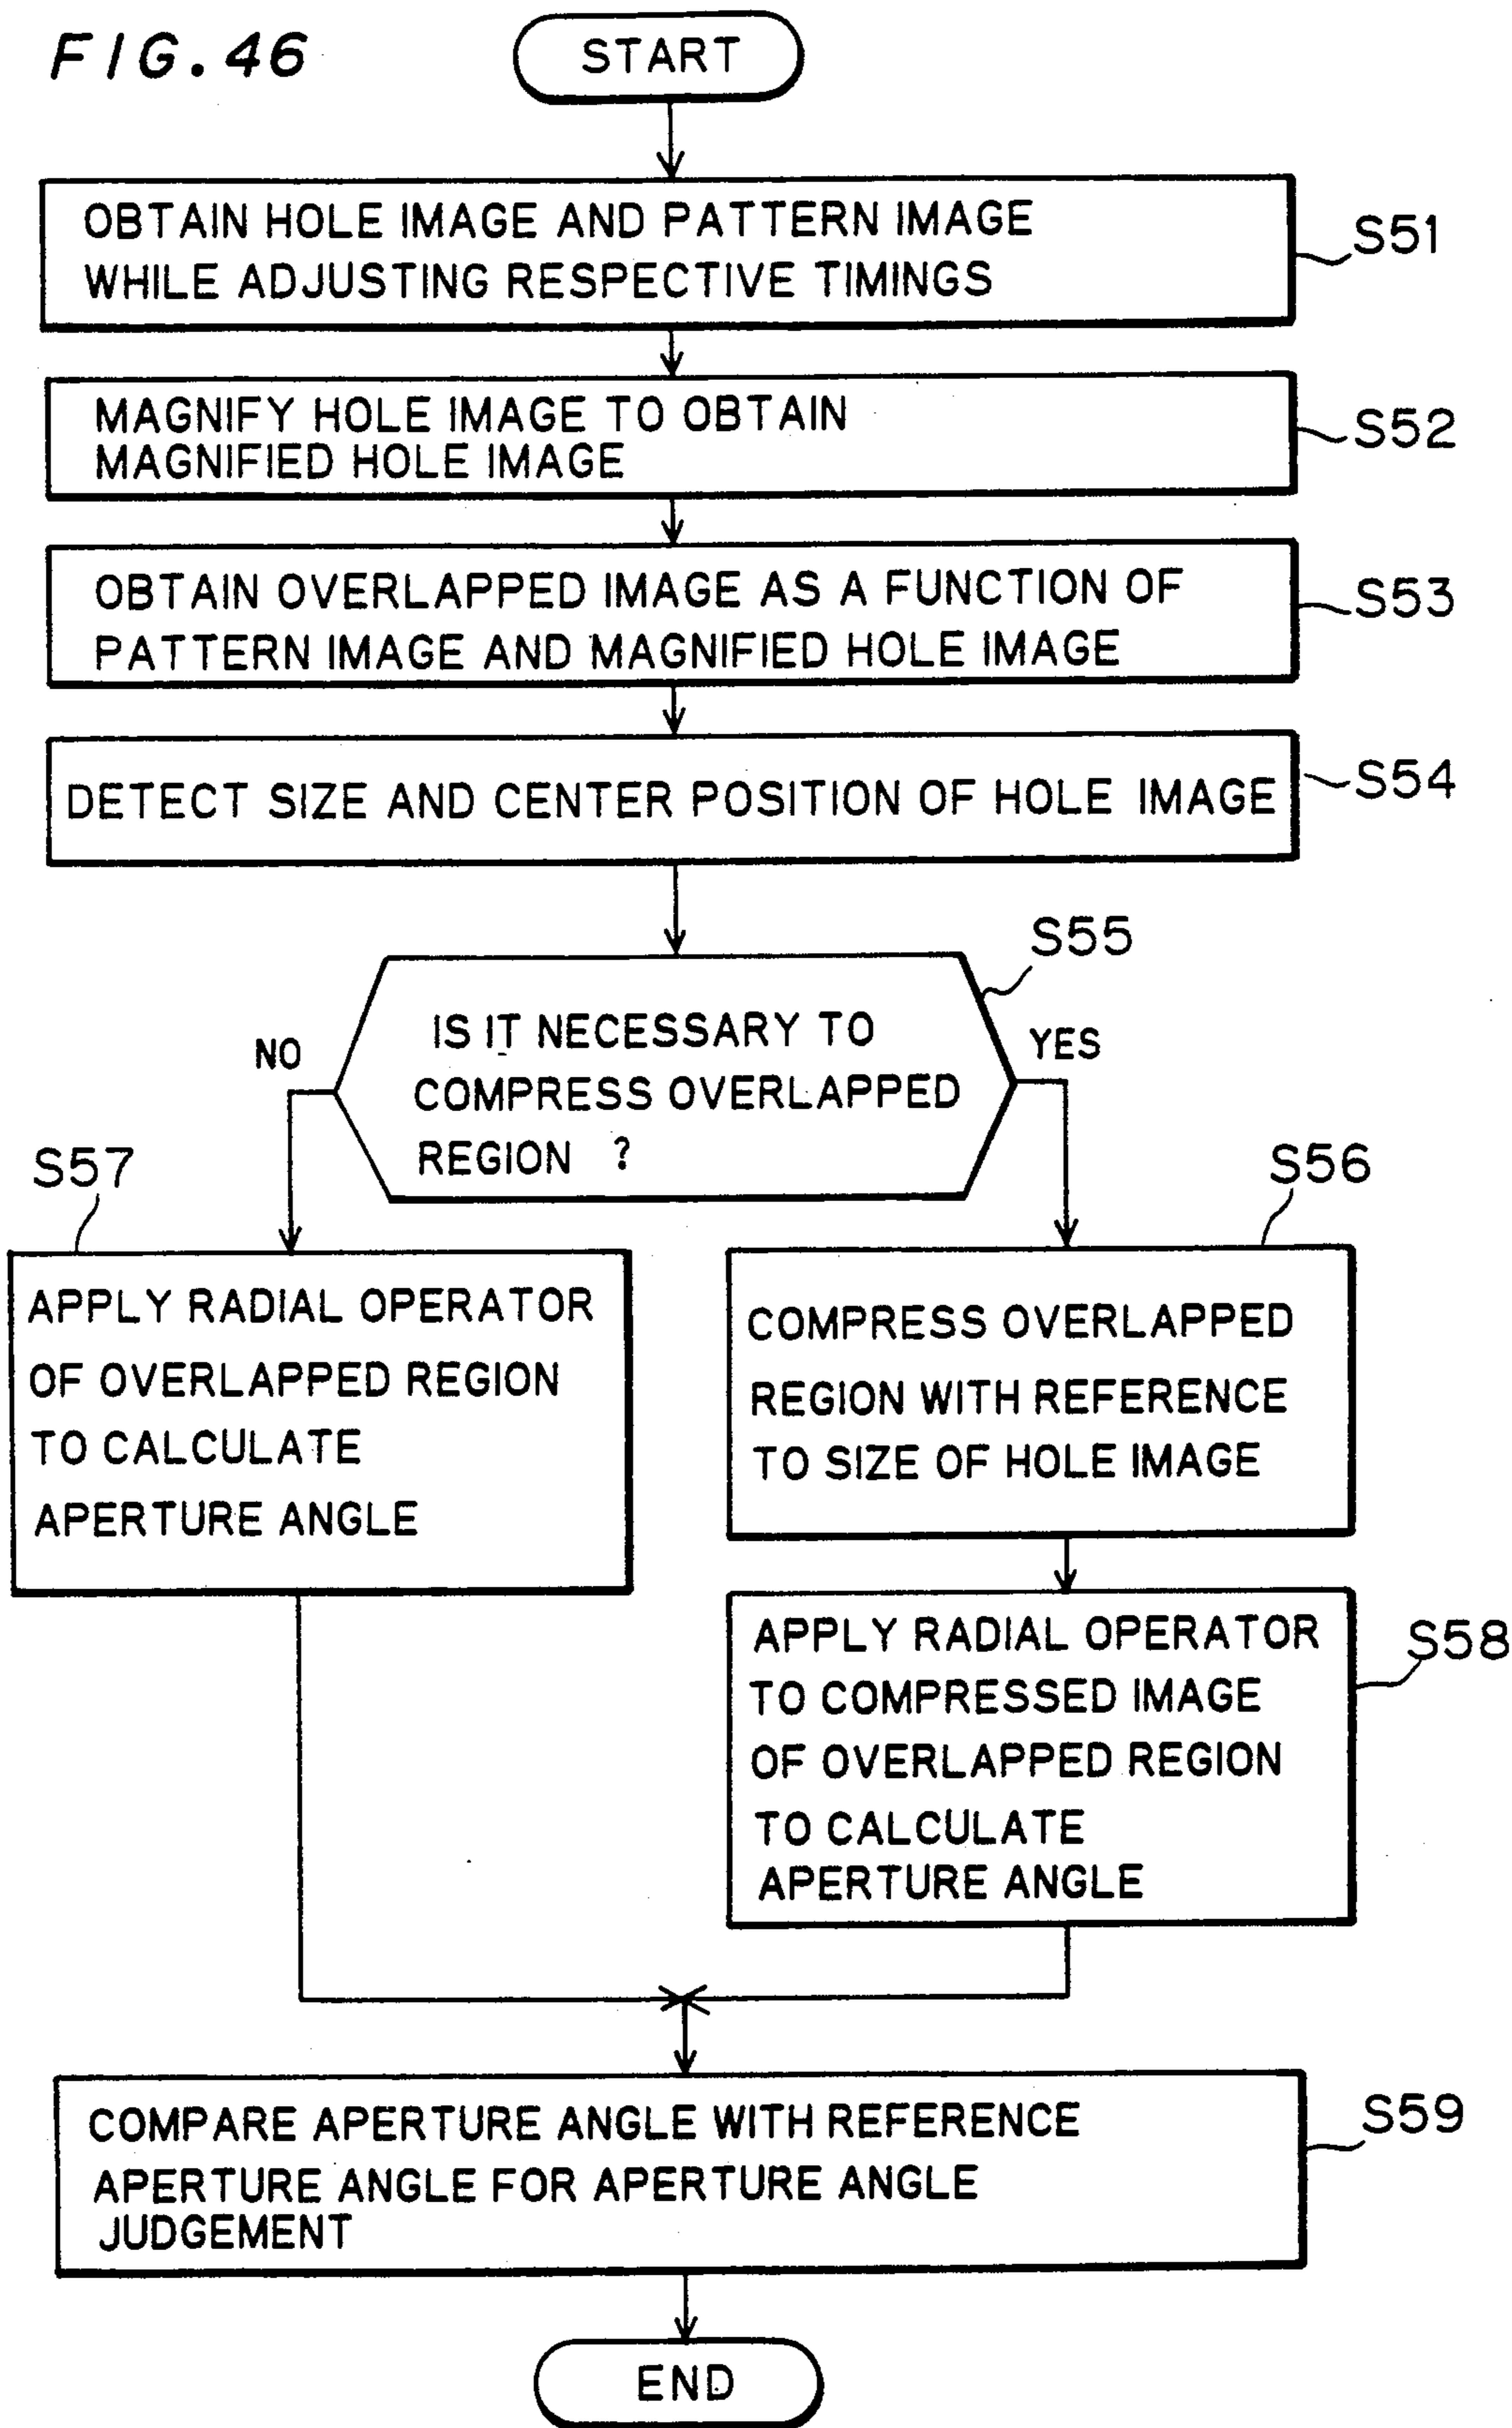 FIG. 46
START
OBTAIN HOLE IMAGE AND PATTERN IMAGE
WHILE ADJUSTING RESPECTIVE TIMINGS
S51
MAGNIFY HOLE IMAGE TO OBTAIN
MAGNIFIED HOLE IMAGE
S52
OBTAIN OVERLAPPED IMAGE AS A FUNCTION OF
PATTERN IMAGE AND MAGNIFIED HOLE IMAGE
S53
DETECT SIZE AND CENTER POSITION OF HOLE IMAGE
S54
S55
IS IT NECESSARY TO
COMPRESS OVERLAPPED
REGION ?
NO
YES
S57
APPLY RADIAL OPERATOR
OF OVERLAPPED REGION
TO CALCULATE
APERTURE ANGLE
S56
COMPRESS OVERLAPPED
REGION WITH REFERENCE
TO SIZE OF HOLE IMAGE
APPLY RADIAL OPERATOR
TO COMPRESSED IMAGE
OF OVERLAPPED REGION
TO CALCULATE
APERTURE ANGLE
S58
COMPARE APERTURE ANGLE WITH REFERENCE
APERTURE ANGLE FOR APERTURE ANGLE
JUDGEMENT
S59
END